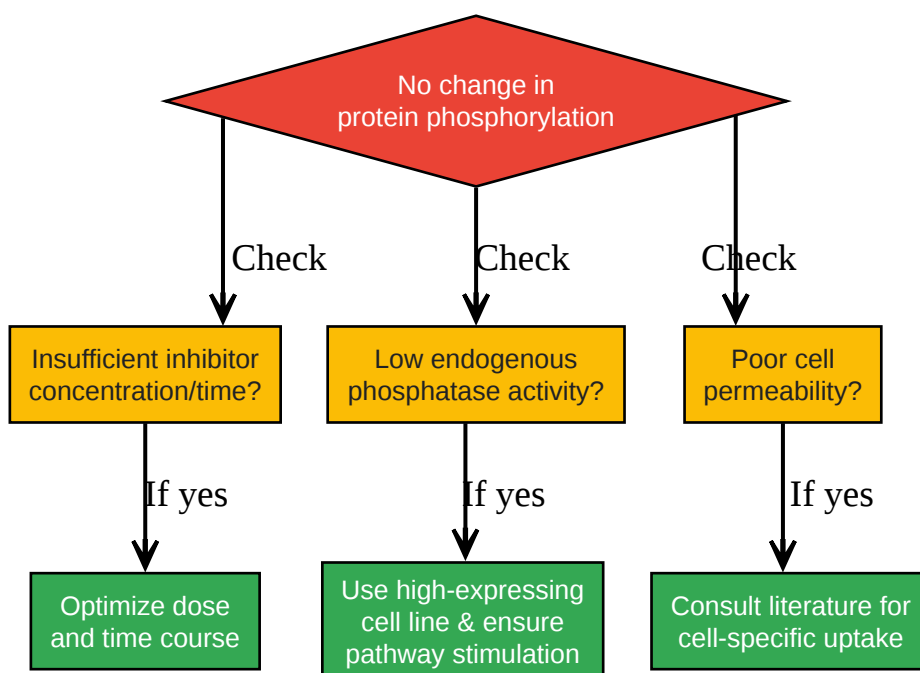 No change in
protein phosphorylation
Check
Check
Check
Insufficient inhibitor
concentration/time?
Low endogenous
phosphatase activity?
Poor cell
permeability?
If yes
If yes
If yes
Optimize dose
and time course
Use high-expressing
cell line & ensure
pathway stimulation
Consult literature for
cell-specific uptake